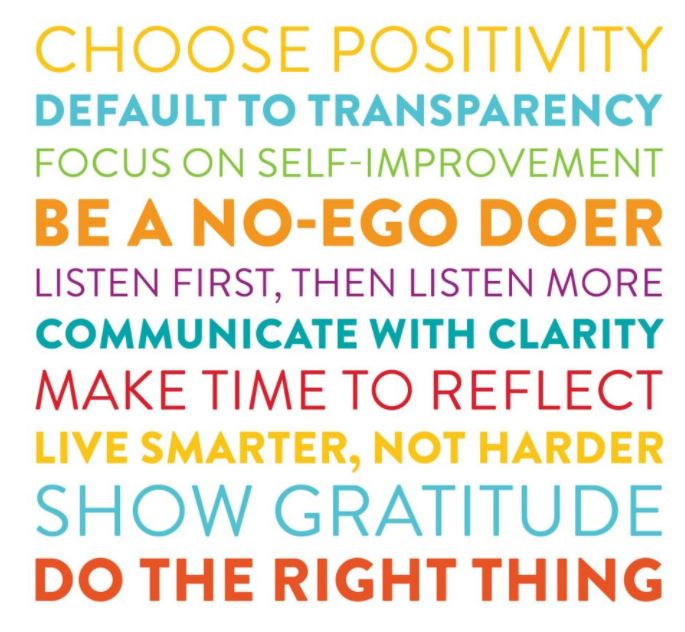 CHOOSE POSITIVITY
DEFAULT TO TRANSPARENCY
FOCUS ON SELF-IMPROVEMENT
BE A NO-EGO DOER
LISTEN FIRST, THEN LISTEN MORE
COMMUNICATE WITH CLARITY
MAKE TIME TO REFLECT
LIVE SMARTER, NOT HARDER
SHOW GRATITUDE
DO THE RIGHT THING